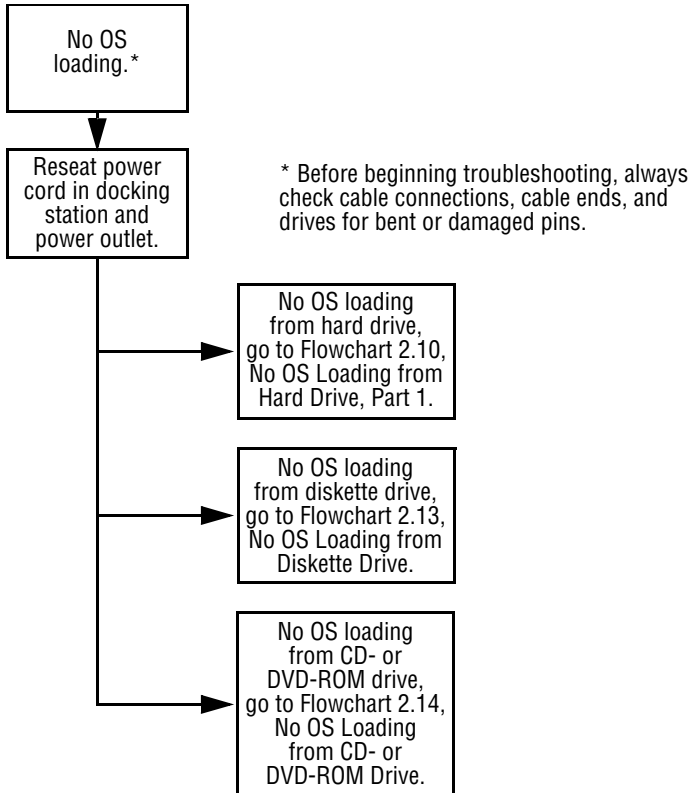 No OS
loading.*
Reseat power
cord in docking
station and
power outlet.
* Before beginning troubleshooting, always
check cable connections, cable ends, and
drives for bent or damaged pins.
No OS loading
from hard drive,
go to Flowchart 2.10,
No OS Loading from
Hard Drive, Part 1.
No OS loading
from diskette drive,
go to Flowchart 2.13,
No OS Loading from
Diskette Drive.
No OS loading
from CD- or
DVD-ROM drive,
go to Flowchart 2.14,
No OS Loading
from CD- or
DVD-ROM Drive.